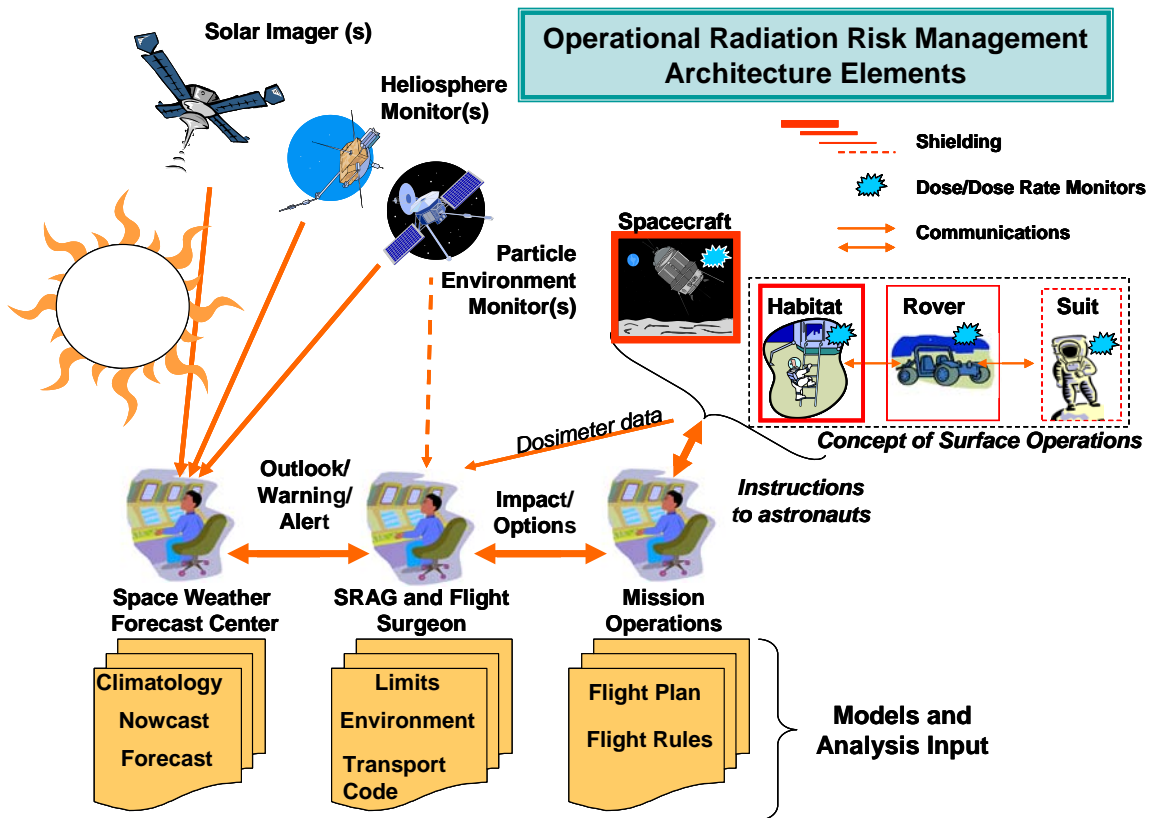 Solar Imager (s)
Operational Radiation Risk Management
Architecture Elements
Heliosphere
Monitor(s)
Shielding
Dose/Dose Rate Monitors
Communications
Spacecraft
Particle
Environment
Monitor(s)
Habitat
Rover
Suit
Concept of Surface Operations
Dosimeter data
Outlook/
Warning/
Alert
Impact/
Options
Instructions
to astronauts
Space Weather
Forecast Center
SRAG and Flight
Surgeon
Mission
Operations
Climatology
Nowcast
Forecast
Limits
Environment
Transport
Code
Flight Plan
Flight Rules
Models and
Analysis Input